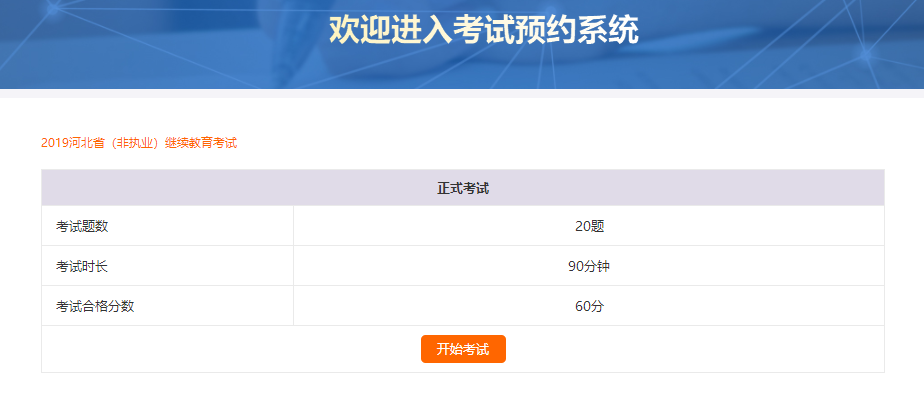 欢迎进入考试预约系统
2019河北省（非执业）继续教育考试
正式考试
考试题数 20题
考试时长 90分钟
考试合格分数 60分
开始考试